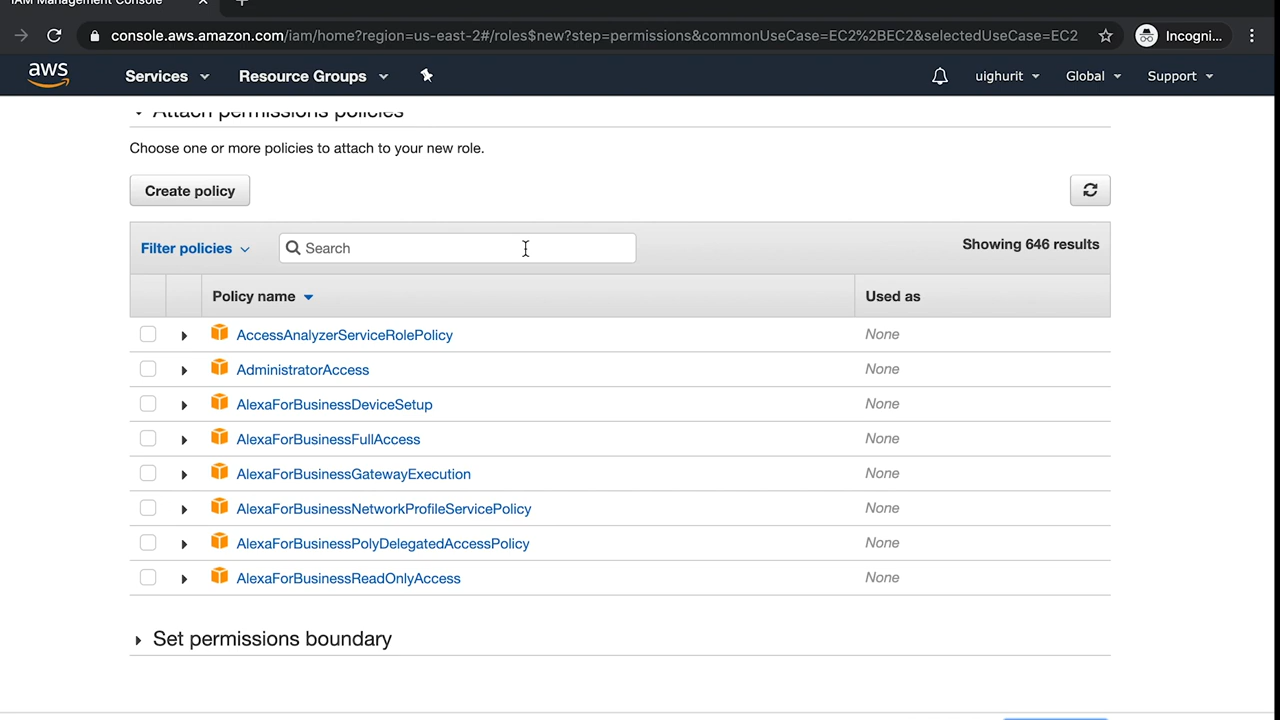 IAM Management Console
console.aws.amazon.com/iam/home?region=us-east-2#/roles$new?step=permissions&commonUseCase=EC2%2BEC2&selectedUseCase=EC2 Incogni...
aws Services Resource Groups uighurit Global Support
Attach permissions policies
Choose one or more policies to attach to your new role.
Create policy
Filter policies Search Showing 646 results
Policy name Used as
AccessAnalyzerServiceRolePolicy None
AdministratorAccess None
AlexaForBusinessDeviceSetup None
AlexaForBusinessFullAccess None
AlexaForBusinessGatewayExecution None
AlexaForBusinessNetworkProfileServicePolicy None
AlexaForBusinessPolyDelegatedAccessPolicy None
AlexaForBusinessReadOnlyAccess None
Set permissions boundary